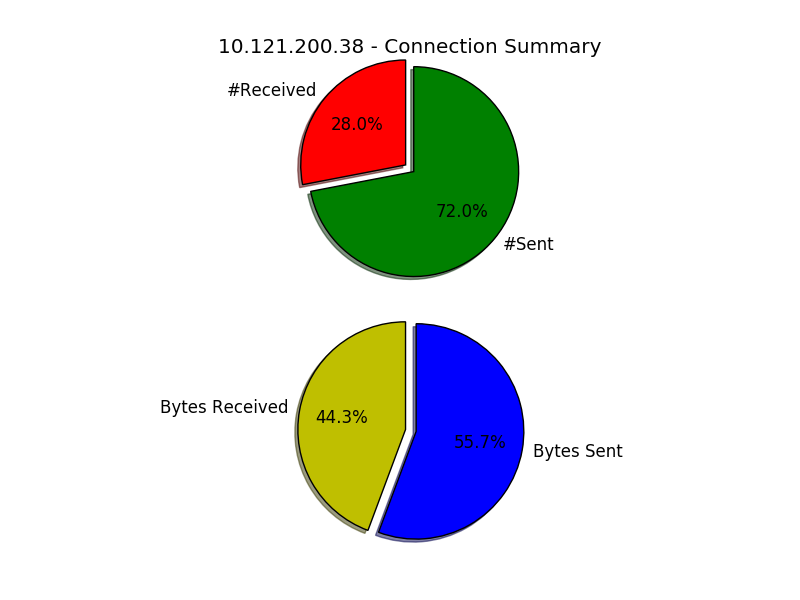 10.121.200.38 - Connection Summary
#Received
28.0%
72.0%
#Sent
Bytes Received
44.3%
55.7%
Bytes Sent